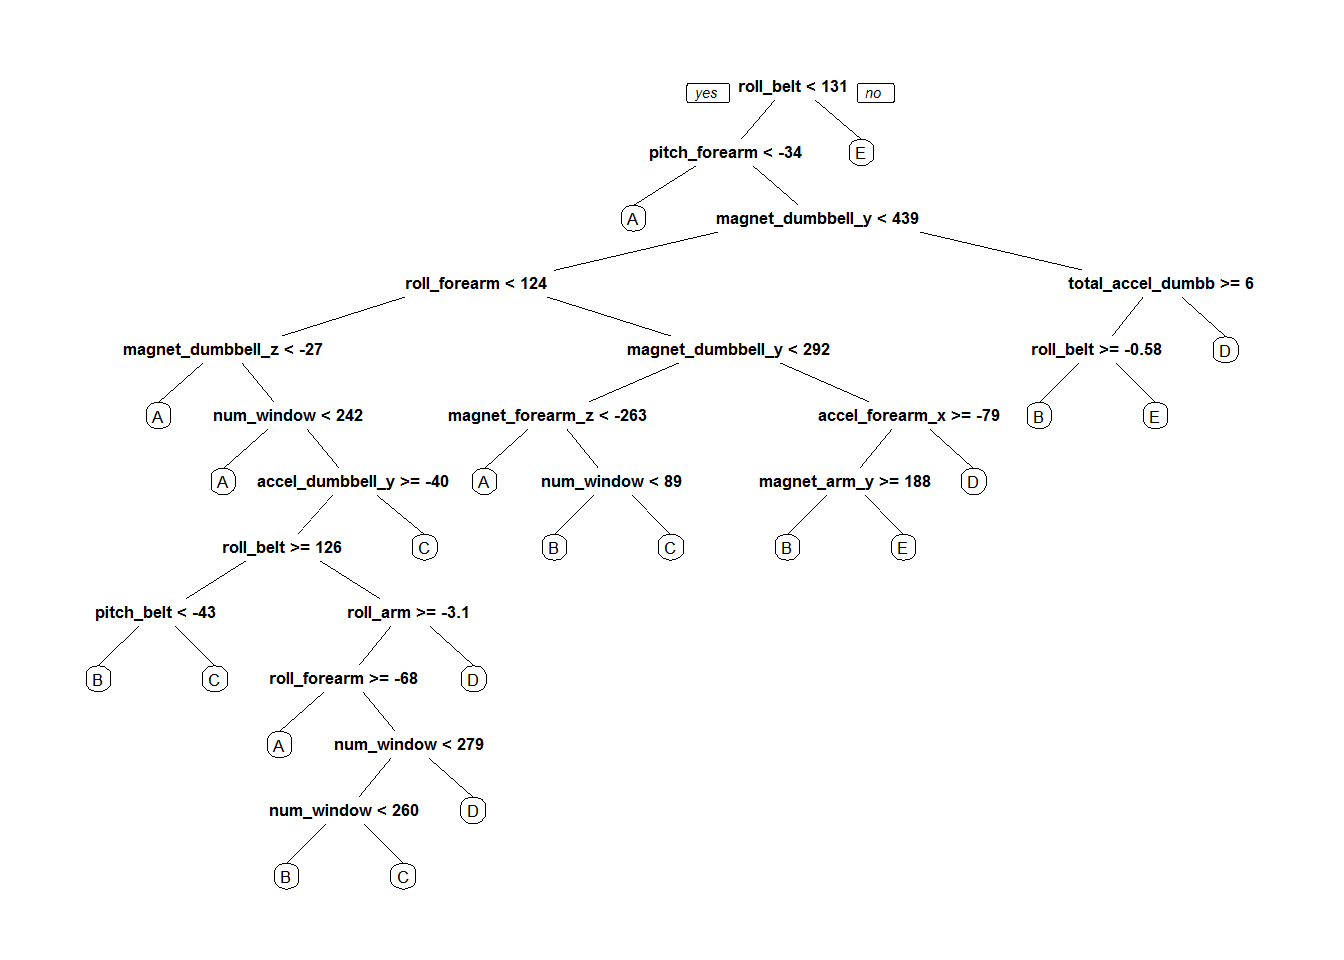 yes roll_belt < 131 no
pitch_forearm < -34 E
A magnet_dumbbell_y < 439
roll_forearm < 124 total_accel_dumbb >= 6
magnet_dumbbell_z < -27 magnet_dumbbell_y < 292 roll_belt >= -0.58 D
A num_window < 242 magnet_forearm_z < -263 accel_forearm_x >= -79 B E
A accel_dumbbell_y >= -40 A num_window < 89 magnet_arm_y >= 188 D
roll_belt >= 126 C B C B E
pitch_belt < -43 roll_arm >= -3.1
B C roll_forearm >= -68 D
A num_window < 279
num_window < 260 D
B C